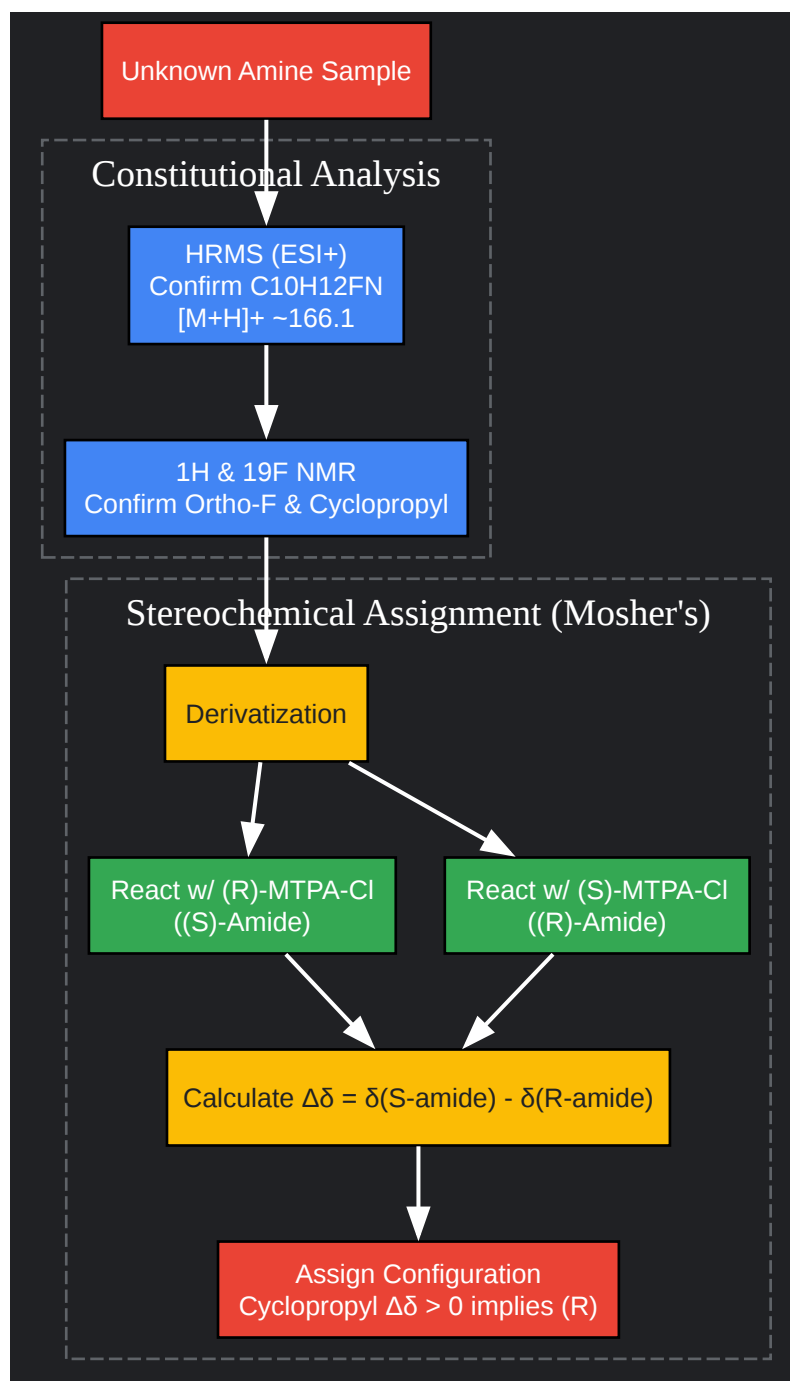 Unknown Amine Sample
Constitutional Analysis
HRMS (ESI+)
Confirm C10H12FN
[M+H]+ ~166.1
1H & 19F NMR
Confirm Ortho-F & Cyclopropyl
Stereochemical Assignment (Mosher's)
Derivatization
React w/ (R)-MTPA-Cl
((S)-Amide)
React w/ (S)-MTPA-Cl
((R)-Amide)
Calculate Δδ = δ(S-amide) - δ(R-amide)
Assign Configuration
Cyclopropyl Δδ > 0 implies (R)